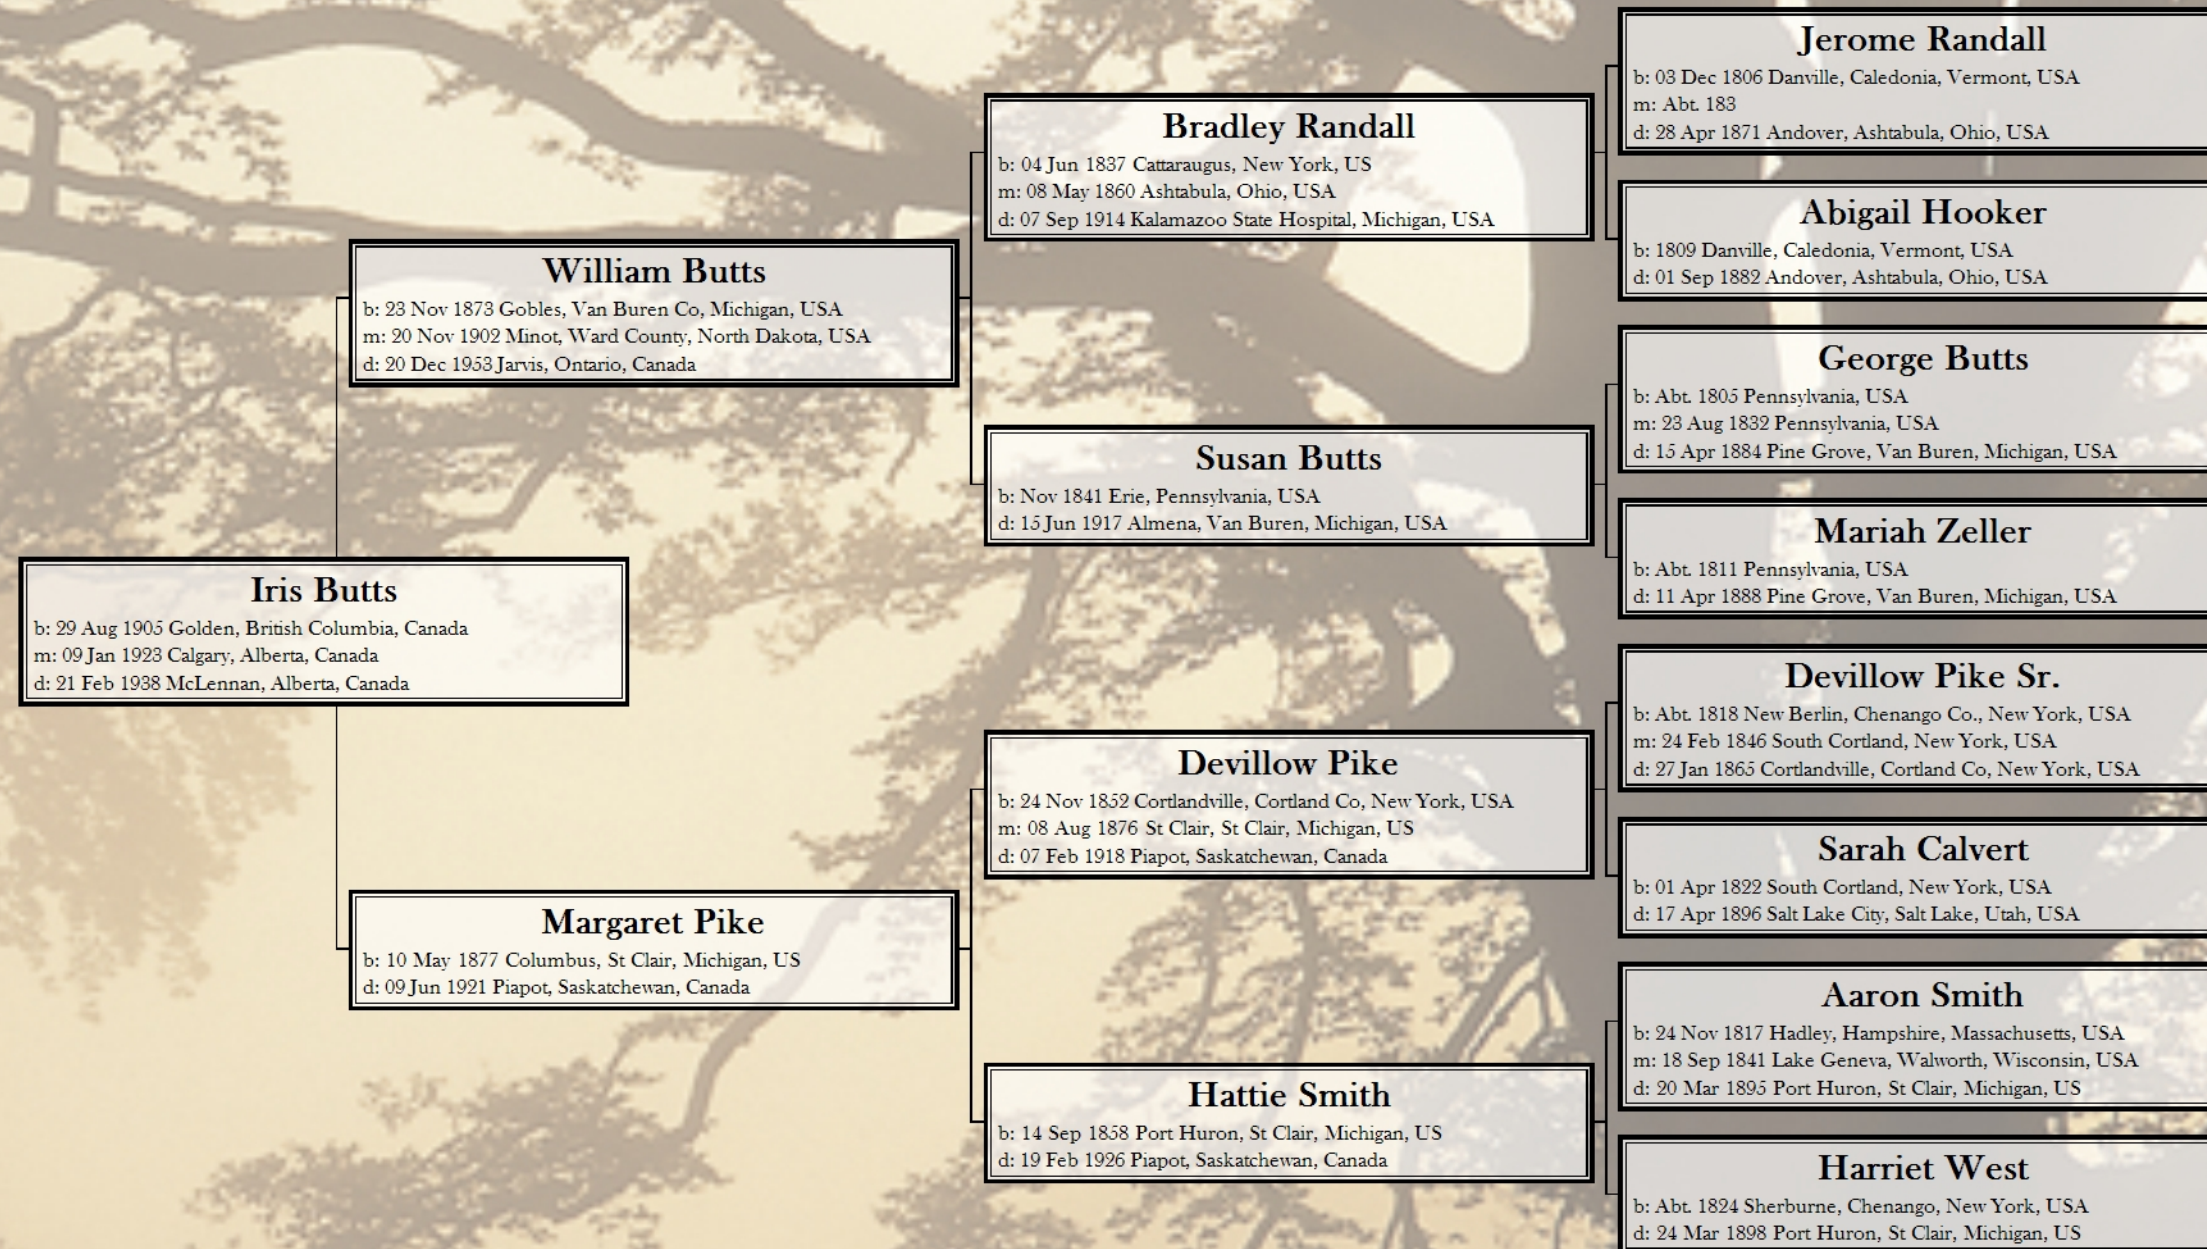 Jerome Randall
b: 03 Dec 1806 Danville, Caledonia, Vermont, USA
m: Abt. 183
d: 28 Apr 1871 Andover, Ashtabula, Ohio, USA
Bradley Randall
b: 04 Jun 1837 Cattaraugus, New York, US
m: 08 May 1860 Ashtabula, Ohio, USA
d: 07 Sep 1914 Kalamazoo State Hospital, Michigan, USA
Abigail Hooker
b: 1809 Danville, Caledonia, Vermont, USA
d: 01 Sep 1882 Andover, Ashtabula, Ohio, USA
William Butts
b: 23 Nov 1873 Gobles, Van Buren Co, Michigan, USA
m: 20 Nov 1902 Minot, Ward County, North Dakota, USA
d: 20 Dec 1953 Jarvis, Ontario, Canada
George Butts
b: Abt. 1805 Pennsylvania, USA
m: 23 Aug 1832 Pennsylvania, USA
d: 15 Apr 1884 Pine Grove, Van Buren, Michigan, USA
Susan Butts
b: Nov 1841 Erie, Pennsylvania, USA
d: 15 Jun 1917 Almena, Van Buren, Michigan, USA
Mariah Zeller
b: Abt. 1811 Pennsylvania, USA
d: 11 Apr 1888 Pine Grove, Van Buren, Michigan, USA
Iris Butts
b: 29 Aug 1905 Golden, British Columbia, Canada
m: 09 Jan 1923 Calgary, Alberta, Canada
d: 21 Feb 1938 McLennan, Alberta, Canada
Devillow Pike Sr.
b: Abt. 1818 New Berlin, Chenango Co., New York, USA
m: 24 Feb 1846 South Cortland, New York, USA
d: 27 Jan 1865 Cortlandville, Cortland Co, New York, USA
Devillow Pike
b: 24 Nov 1852 Cortlandville, Cortland Co, New York, USA
m: 08 Aug 1876 St Clair, St Clair, Michigan, US
d: 07 Feb 1918 Piapot, Saskatchewan, Canada
Sarah Calvert
b: 01 Apr 1822 South Cortland, New York, USA
d: 17 Apr 1896 Salt Lake City, Salt Lake, Utah, USA
Margaret Pike
b: 10 May 1877 Columbus, St Clair, Michigan, US
d: 09 Jun 1921 Piapot, Saskatchewan, Canada
Aaron Smith
b: 24 Nov 1817 Hadley, Hampshire, Massachusetts, USA
m: 18 Sep 1841 Lake Geneva, Walworth, Wisconsin, USA
d: 20 Mar 1895 Port Huron, St Clair, Michigan, US
Hattie Smith
b: 14 Sep 1858 Port Huron, St Clair, Michigan, US
d: 19 Feb 1926 Piapot, Saskatchewan, Canada
Harriet West
b: Abt. 1824 Sherburne, Chenango, New York, USA
d: 24 Mar 1898 Port Huron, St Clair, Michigan, US